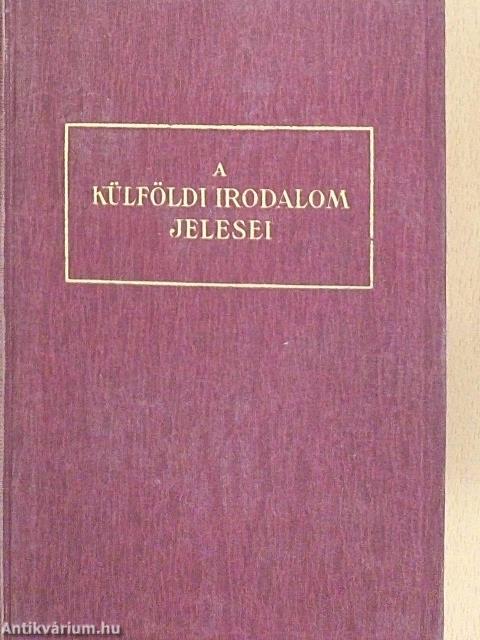 A
KÜLFÖLDI IRODALOM
JELESEI
Antikvárium.hu